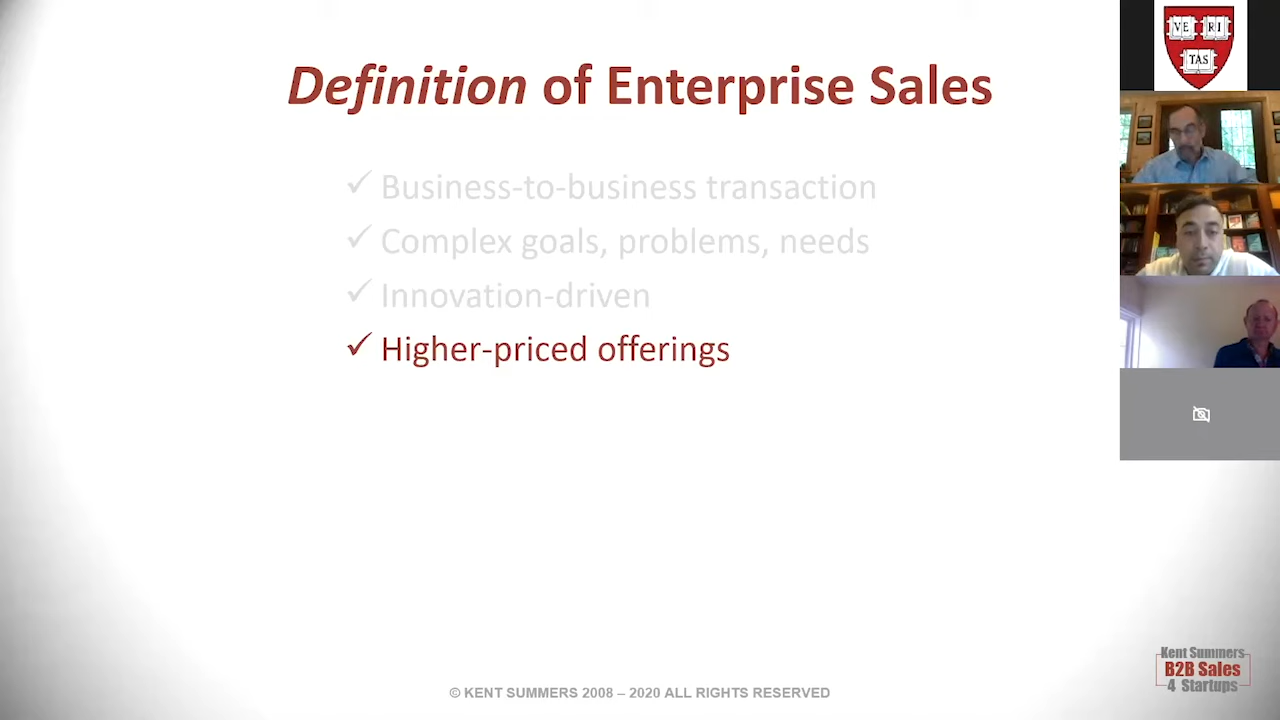 Definition of Enterprise Sales
✓ Business-to-business transaction
✓ Complex goals, problems, needs
✓ Innovation-driven
✓ Higher-priced offerings
VE RI
TAS
Kent Summers
B2B Sales
4 Startups
© KENT SUMMERS 2008 – 2020 ALL RIGHTS RESERVED